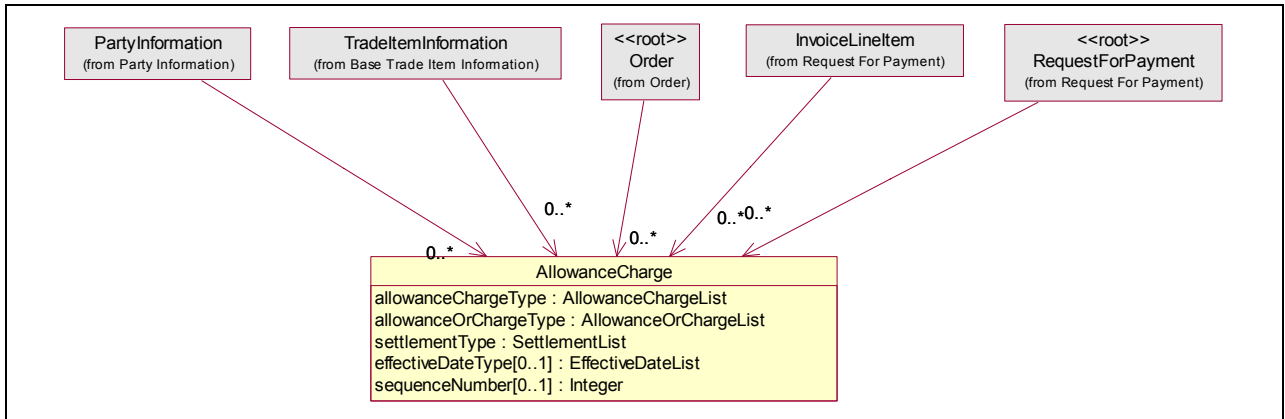 PartyInformation
(from Party Information)
TradeItemInformation
(from Base Trade Item Information)
<<root>>
Order
(from Order)
InvoiceLineItem
(from Request For Payment)
<<root>>
RequestForPayment
(from Request For Payment)
0..*
0..*
0..*
0..*
0..*
AllowanceCharge
allowanceChargeType : AllowanceChargeList
allowanceOrChargeType : AllowanceOrChargeList
settlementType : SettlementList
effectiveDateType[0..1] : EffectiveDateList
sequenceNumber[0..1] : Integer